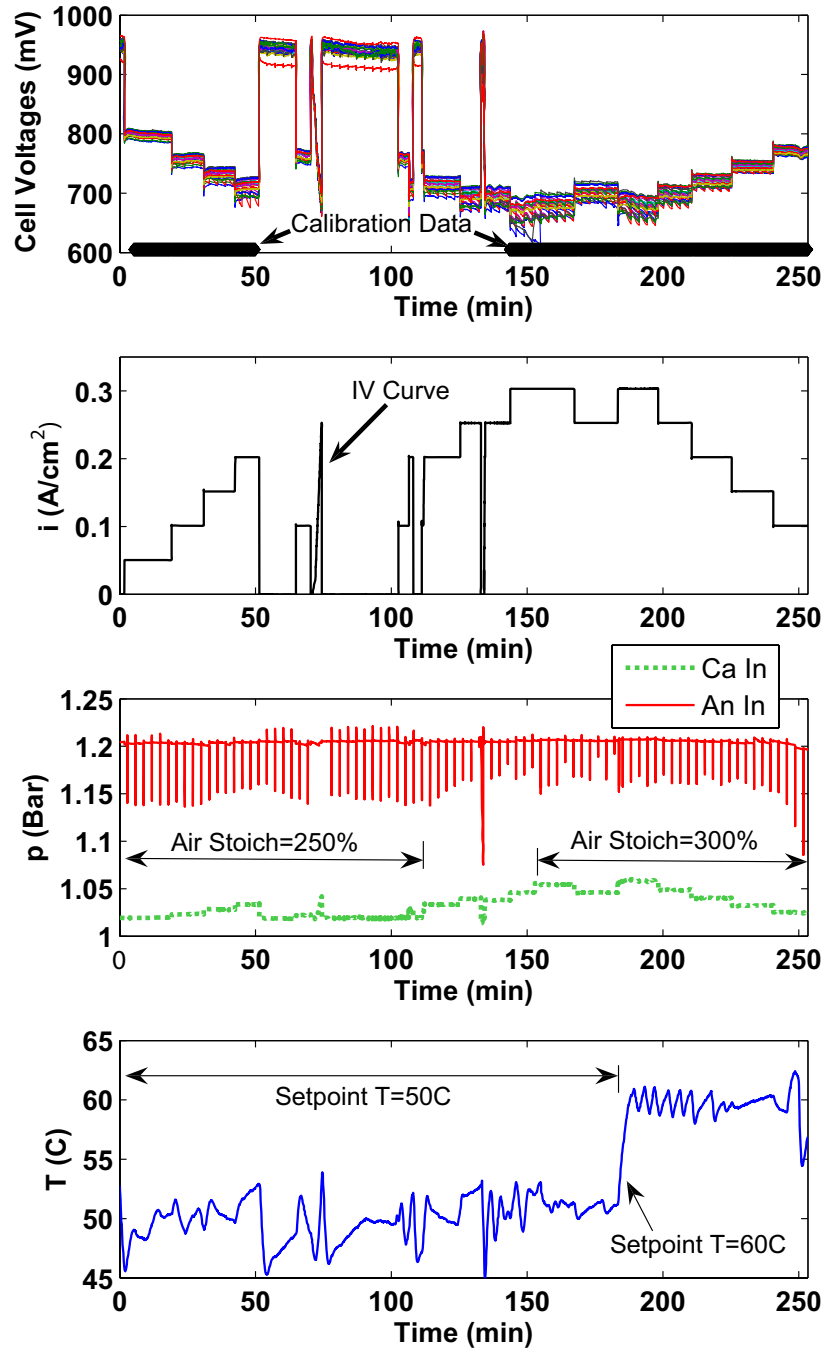 1000
900
800
700
600
Cell Voltages (mV)
Calibration Data
0 50 100 150 200 250
Time (min)
0.3
0.2
0.1
0
i (A/cm²)
IV Curve
0 50 100 150 200 250
Time (min)
Ca In
An In
1.25
1.2
1.15
1.1
1.05
1
p (Bar)
Air Stoich=250%
Air Stoich=300%
0 50 100 150 200 250
Time (min)
65
60
55
50
45
T (C)
Setpoint T=50C
Setpoint T=60C
0 50 100 150 200 250
Time (min)